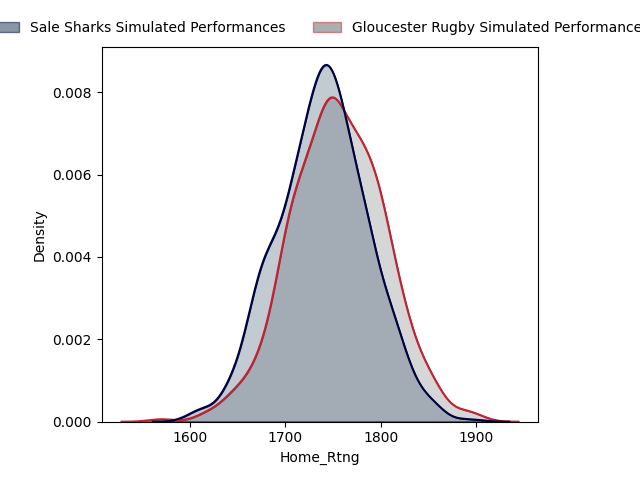 Sale Sharks Simulated Performances
Gloucester Rugby Simulated Performance
0.008
0.006
0.004
0.002
0.000
Density
1600 1700 1800 1900
Home_Rtng